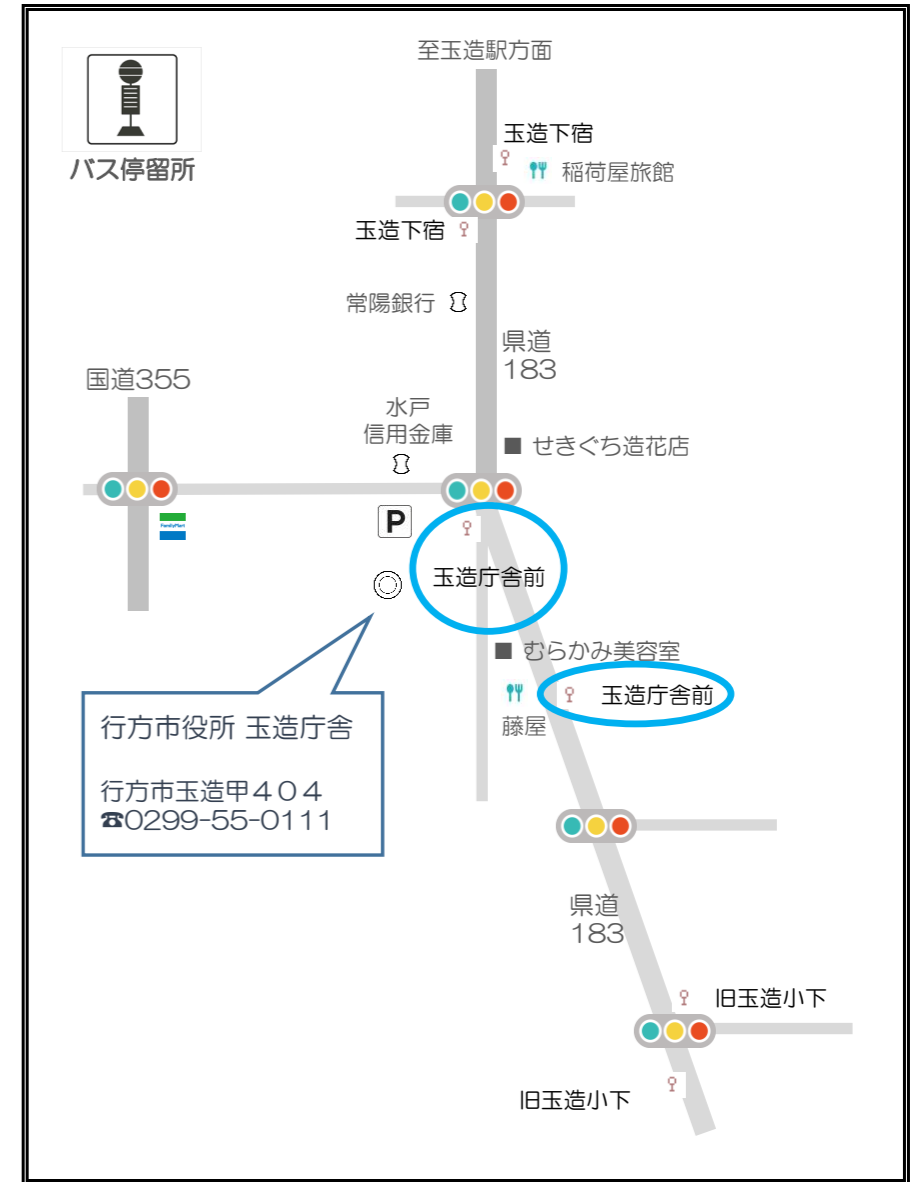 至玉造駅方面
バス停留所
玉造下宿
稲荷屋旅館
玉造下宿
常陽銀行
県道
183
国道355
水戸
信用金庫
せきぐち造花店
P
FamilyMart
玉造庁舎前
むらかみ美容室
玉造庁舎前
藤屋
行方市役所 玉造庁舎
行方市玉造甲404
☎0299-55-0111
県道
183
旧玉造小下
旧玉造小下